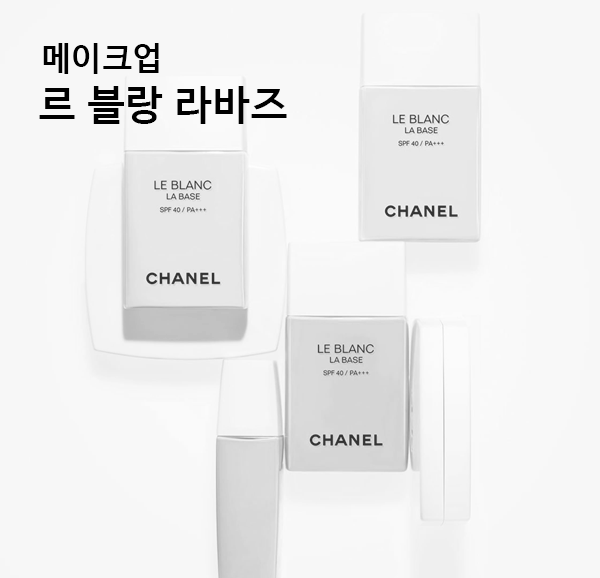 메이크업
르 블랑 라바즈
LE BLANC
LA BASE
SPF 40 / PA+++
CHANEL
LE BLANC
LA BASE
SPF 40 / PA+++
CHANEL
LE BLANC
LA BASE
SPF 40 / PA+++
CHANEL